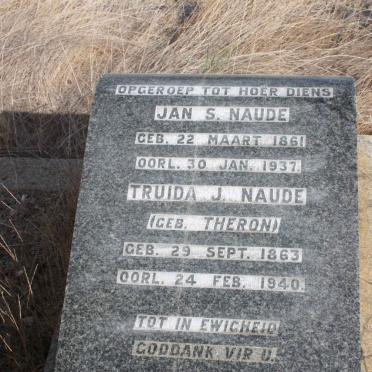 OPGEROEP TOT HOER DIENS
JAN S. NAUDE
GEB. 22 MAART 1861
OORL. 30 JAN. 1937.
TRUIDA J. NAUDE
(GEB. THERON)
GEB. 29 SEPT. 1863
OORL. 24 FEB. 1940.
TOT IN EWIGHEID
GODDANK VIR U.